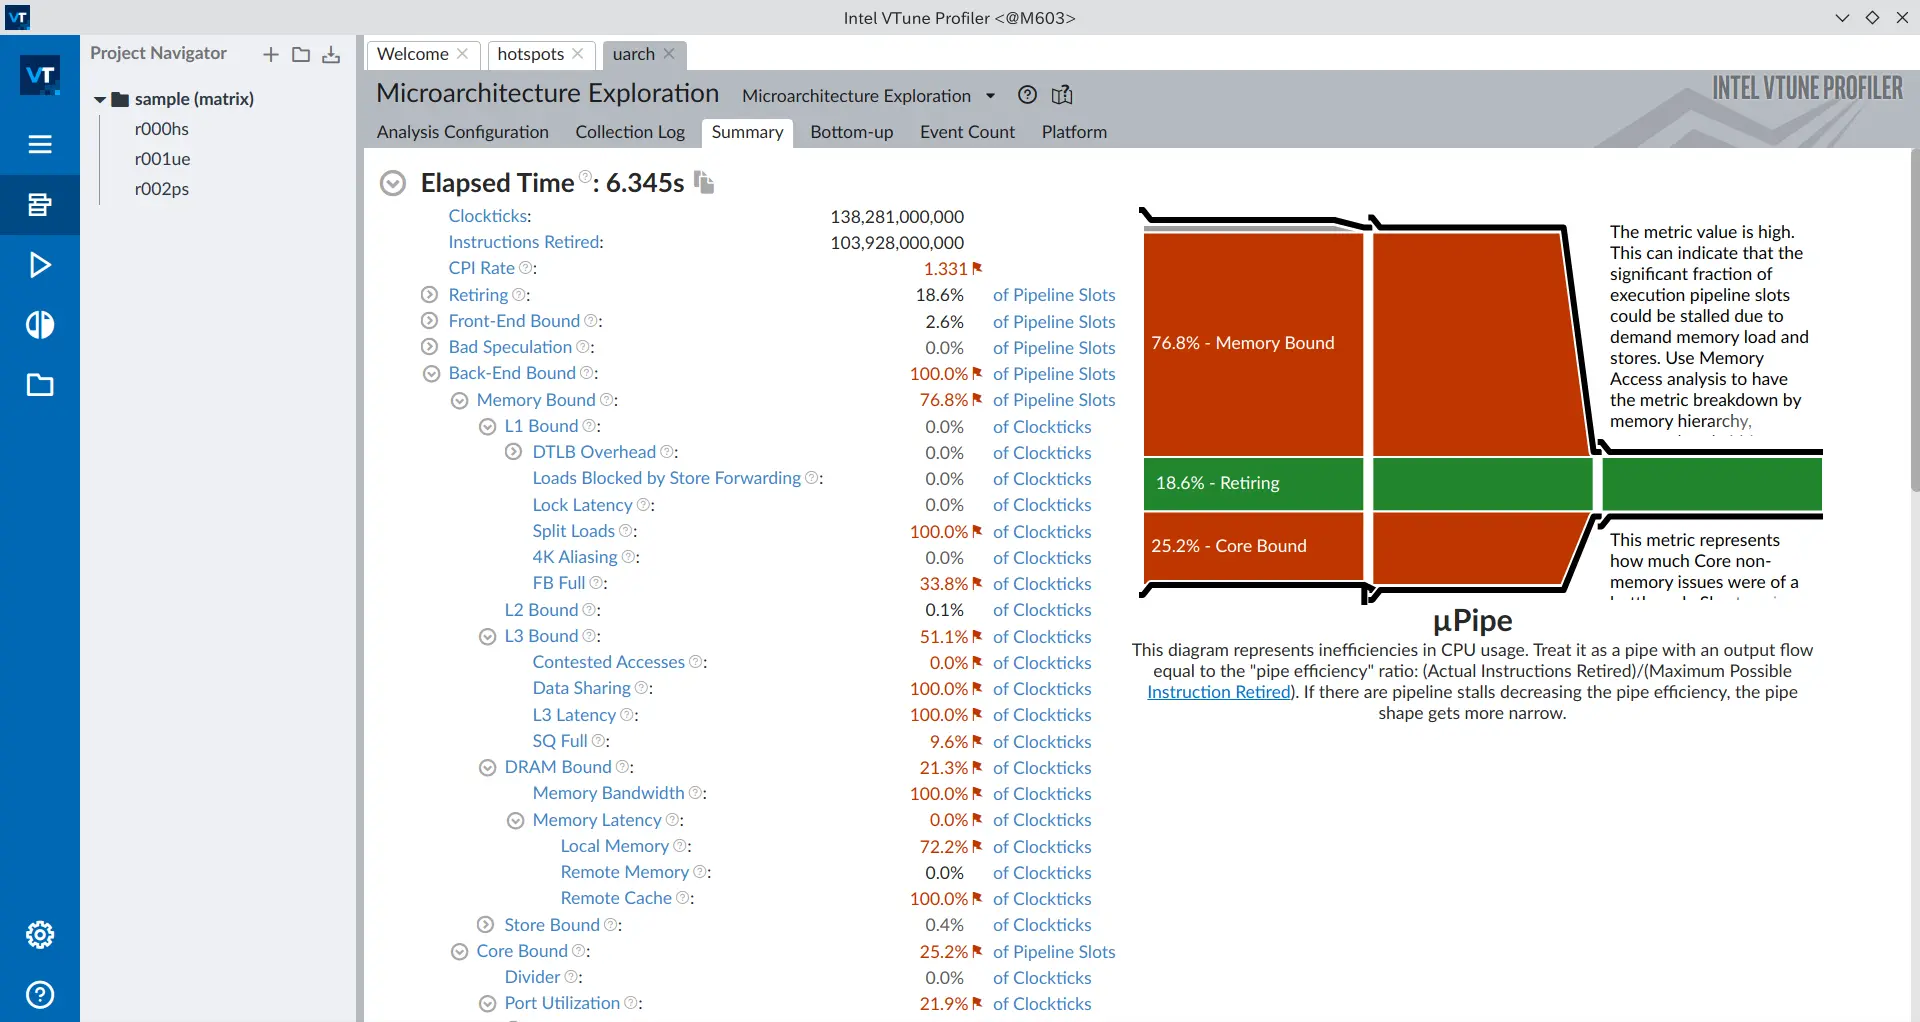 Intel VTune Profiler <@M603>
VT
VT
Project Navigator
sample (matrix)
r000hs
r001ue
r002ps
Welcome
hotspots
uarch
Microarchitecture Exploration Microarchitecture Exploration
INTEL VTUNE PROFILER
Analysis Configuration Collection Log Summary Bottom-up Event Count Platform
Elapsed Time: 6.345s
Clockticks: 138,281,000,000
Instructions Retired: 103,928,000,000
CPI Rate: 1.331
Retiring: 18.6% of Pipeline Slots
Front-End Bound: 2.6% of Pipeline Slots
Bad Speculation: 0.0% of Pipeline Slots
Back-End Bound: 100.0% of Pipeline Slots
Memory Bound: 76.8% of Pipeline Slots
L1 Bound: 0.0% of Clockticks
DTLB Overhead: 0.0% of Clockticks
Loads Blocked by Store Forwarding: 0.0% of Clockticks
Lock Latency: 0.0% of Clockticks
Split Loads: 100.0% of Clockticks
4K Aliasing: 0.0% of Clockticks
FB Full: 33.8% of Clockticks
L2 Bound: 0.1% of Clockticks
L3 Bound: 51.1% of Clockticks
Contested Accesses: 0.0% of Clockticks
Data Sharing: 100.0% of Clockticks
L3 Latency: 100.0% of Clockticks
SQ Full: 9.6% of Clockticks
DRAM Bound: 21.3% of Clockticks
Memory Bandwidth: 100.0% of Clockticks
Memory Latency: 0.0% of Clockticks
Local Memory: 72.2% of Clockticks
Remote Memory: 0.0% of Clockticks
Remote Cache: 100.0% of Clockticks
Store Bound: 0.4% of Clockticks
Core Bound: 25.2% of Pipeline Slots
Divider: 0.0% of Clockticks
Port Utilization: 21.9% of Clockticks
76.8% - Memory Bound
18.6% - Retiring
25.2% - Core Bound
The metric value is high.
This can indicate that the
significant fraction of
execution pipeline slots
could be stalled due to
demand memory load and
stores. Use Memory
Access analysis to have
the metric breakdown by
memory hierarchy,
This metric represents
how much Core non-
memory issues were of a
µPipe
This diagram represents inefficiencies in CPU usage. Treat it as a pipe with an output flow
equal to the "pipe efficiency" ratio: (Actual Instructions Retired)/(Maximum Possible
Instruction Retired). If there are pipeline stalls decreasing the pipe efficiency, the pipe
shape gets more narrow.